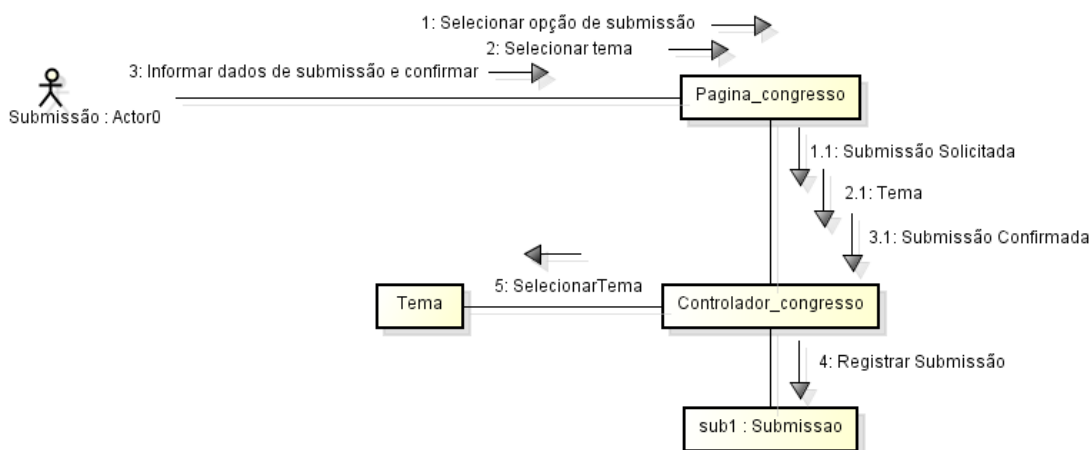 1: Selecionar opção de submissão
2: Selecionar tema
3: Informar dados de submissão e confirmar
Submissão : Actor0
Pagina_congresso
1.1: Submissão Solicitada
2.1: Tema
3.1: Submissão Confirmada
5: SelecionarTema
Tema
Controlador_congresso
4: Registrar Submissão
sub1 : Submissao